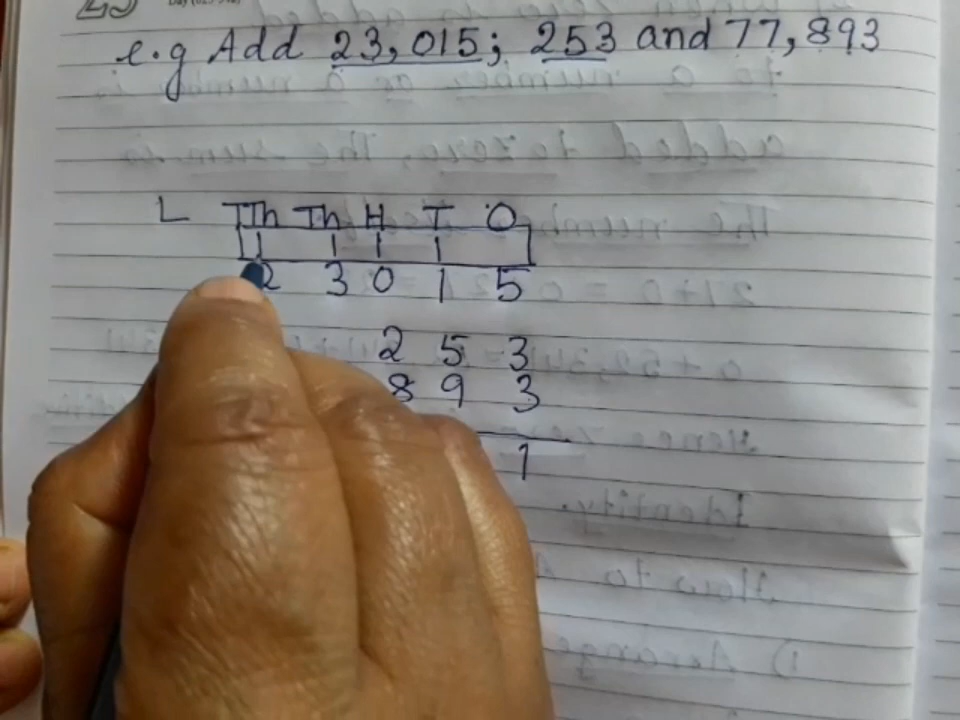 e.g Add 23,015; 253 and 77,893
L TTh Th H T O
1 1 1 1
2 3 0 1 5
2 5 3
8 9 3
1